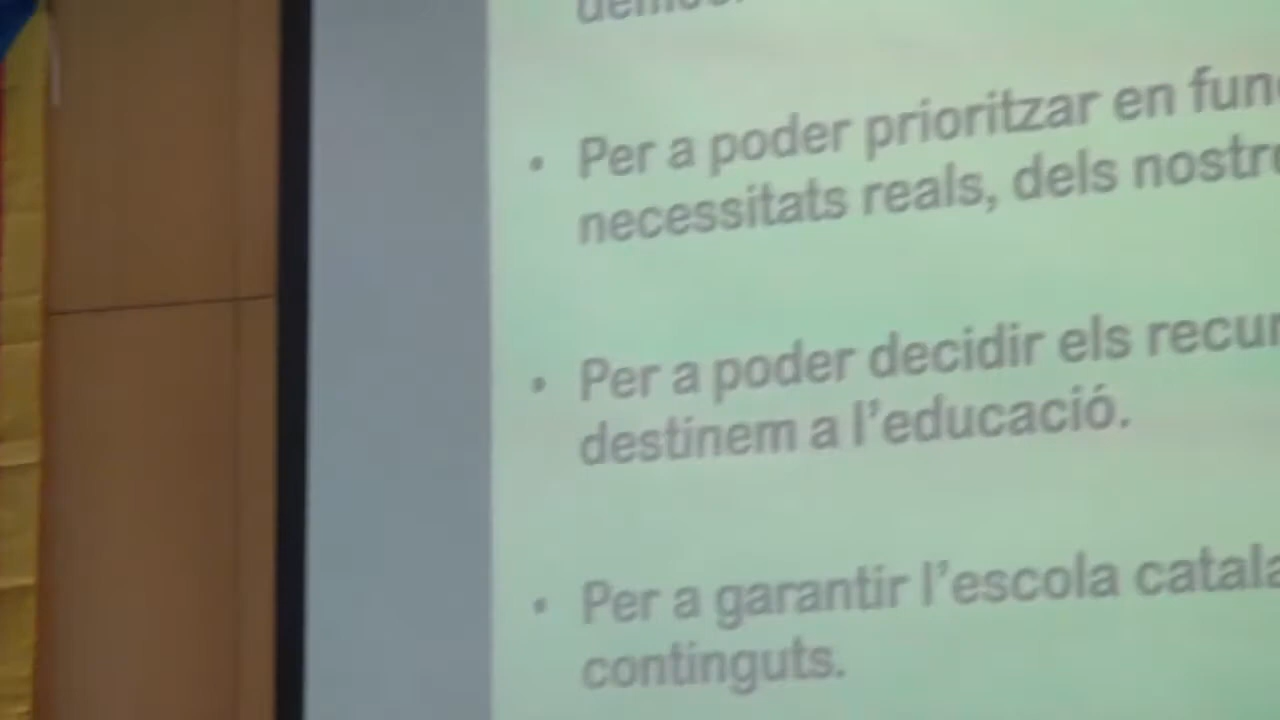 • Per a poder prioritzar en
necessitats reals, dels
• Per a poder decidir els
destinem a l'educació.
• Per a garantir l'escola
continguts.